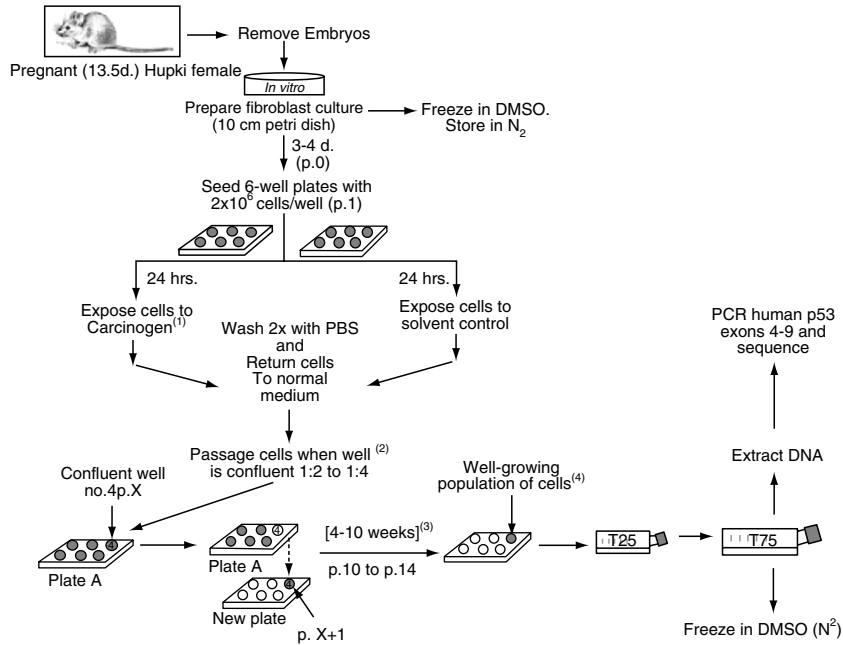 Remove Embryos
Pregnant (13.5d.) Hupki female
In vitro
Prepare fibroblast culture
(10 cm petri dish)
Freeze in DMSO.
Store in N2
3-4 d.
(p.0)
Seed 6-well plates with
2x10^6 cells/well (p.1)
24 hrs.
24 hrs.
Expose cells to
Carcinogen(1)
Expose cells to
solvent control
Wash 2x with PBS
and
Return cells
To normal
medium
Passage cells when well (2)
is confluent 1:2 to 1:4
Confluent well
no.4p.X
4
Plate A
4
Plate A
4
New plate
p. X+1
[4-10 weeks](3)
p.10 to p.14
Well-growing
population of cells(4)
T25
T75
Extract DNA
PCR human p53
exons 4-9 and
sequence
Freeze in DMSO (N2)